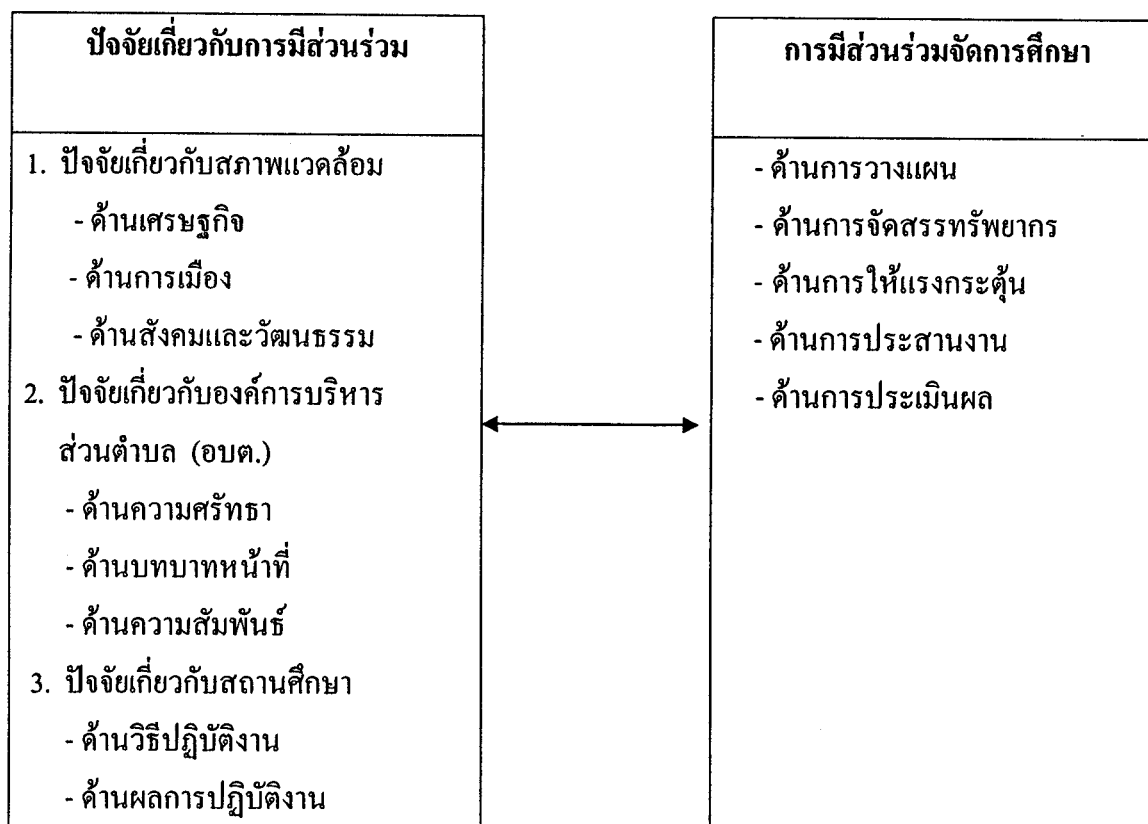 ปัจจัยเกี่ยวกับการมีส่วนร่วม
1. ปัจจัยเกี่ยวกับสภาพแวดล้อม
- ด้านเศรษฐกิจ
- ด้านการเมือง
- ด้านสังคมและวัฒนธรรม
2. ปัจจัยเกี่ยวกับองค์การบริหาร
ส่วนตำบล (อบต.)
- ด้านความศรัทธา
- ด้านบทบาทหน้าที่
- ด้านความสัมพันธ์
3. ปัจจัยเกี่ยวกับสถานศึกษา
- ด้านวิธีปฏิบัติงาน
- ด้านผลการปฏิบัติงาน
การมีส่วนร่วมจัดการศึกษา
- ด้านการวางแผน
- ด้านการจัดสรรทรัพยากร
- ด้านการให้แรงกระตุ้น
- ด้านการประสานงาน
- ด้านการประเมินผล